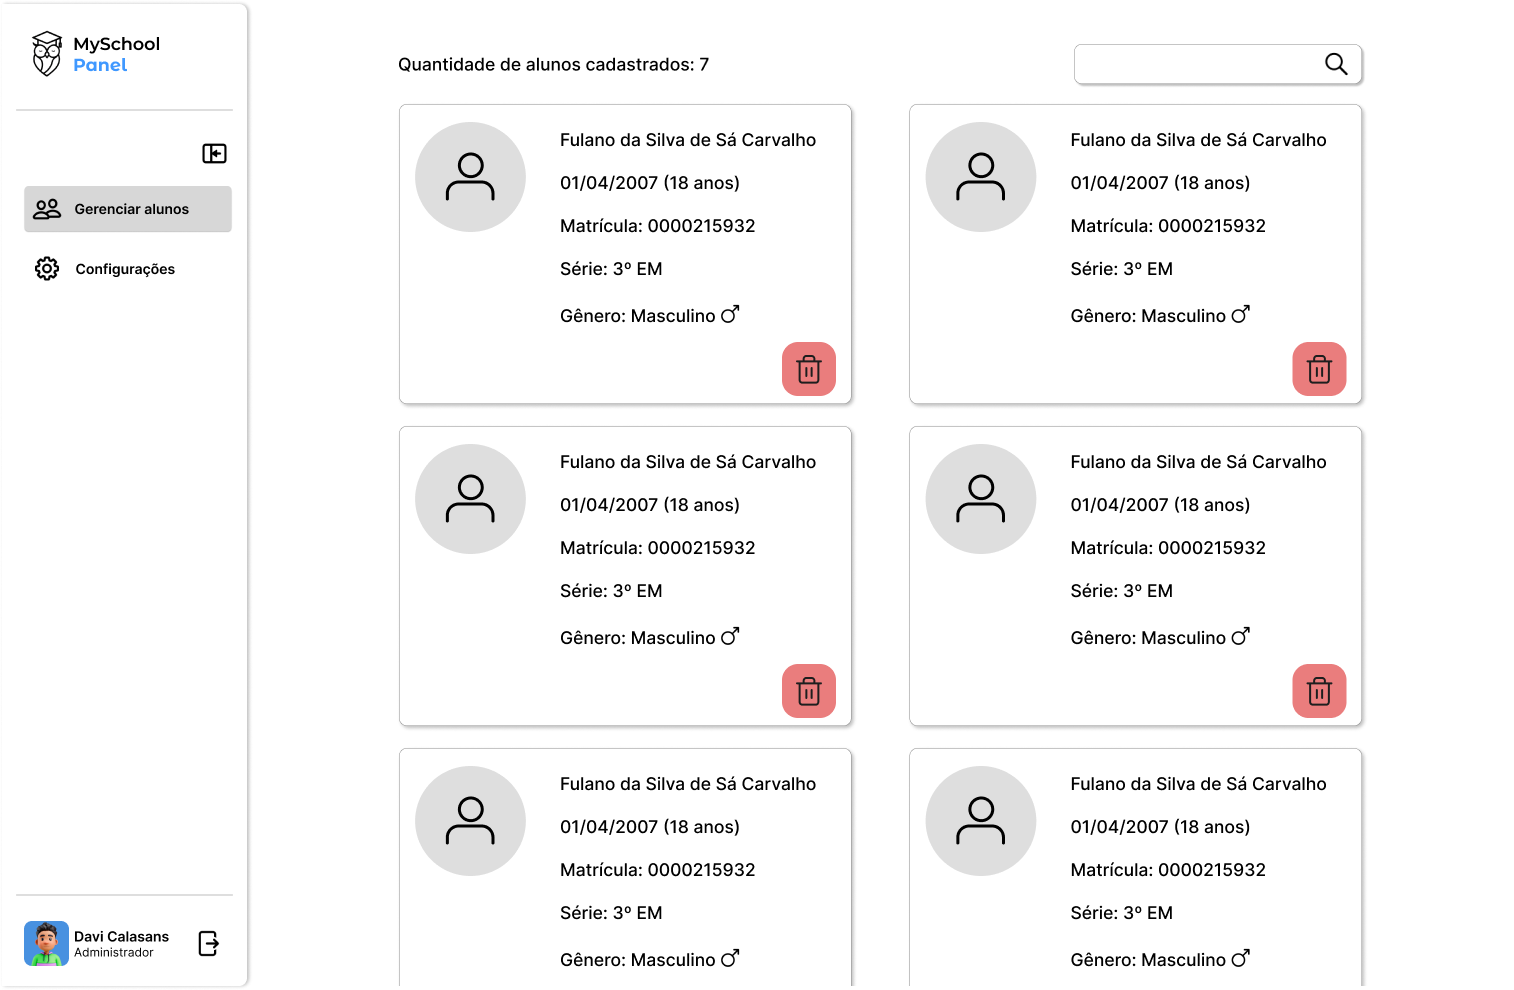 MySchool
Panel
Gerenciar alunos
Configurações
Davi Calasans
Administrador
Quantidade de alunos cadastrados: 7
Fulano da Silva de Sá Carvalho
01/04/2007 (18 anos)
Matrícula: 0000215932
Série: 3º EM
Gênero: Masculino ♂
Fulano da Silva de Sá Carvalho
01/04/2007 (18 anos)
Matrícula: 0000215932
Série: 3º EM
Gênero: Masculino ♂
Fulano da Silva de Sá Carvalho
01/04/2007 (18 anos)
Matrícula: 0000215932
Série: 3º EM
Gênero: Masculino ♂
Fulano da Silva de Sá Carvalho
01/04/2007 (18 anos)
Matrícula: 0000215932
Série: 3º EM
Gênero: Masculino ♂
Fulano da Silva de Sá Carvalho
01/04/2007 (18 anos)
Matrícula: 0000215932
Série: 3º EM
Gênero: Masculino ♂
Fulano da Silva de Sá Carvalho
01/04/2007 (18 anos)
Matrícula: 0000215932
Série: 3º EM
Gênero: Masculino ♂